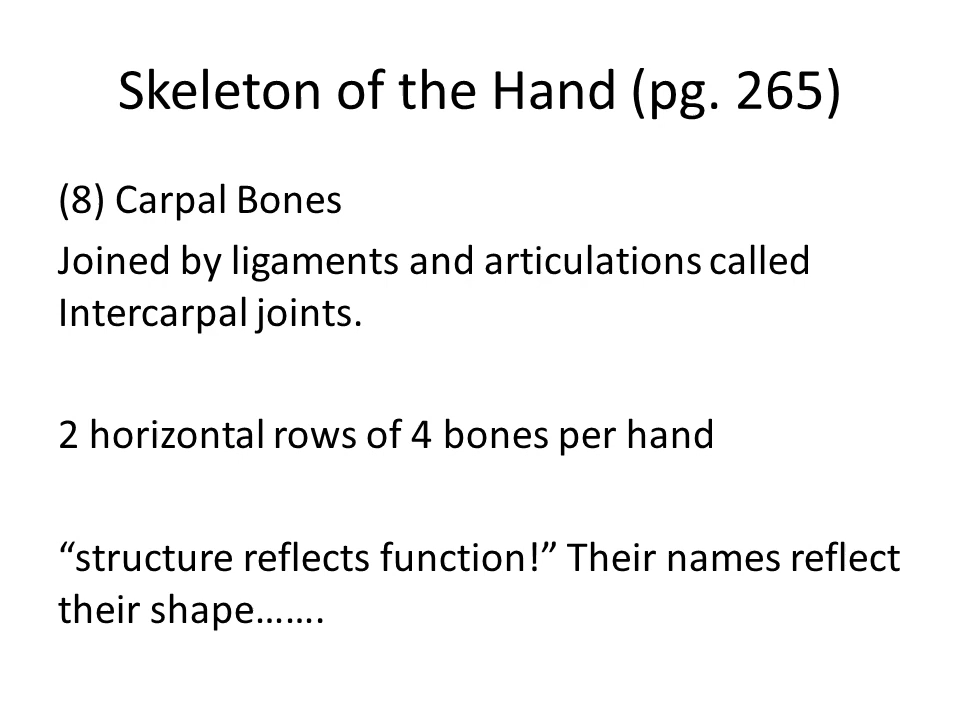 Skeleton of the Hand (pg. 265)
(8) Carpal Bones
Joined by ligaments and articulations called
Intercarpal joints.
2 horizontal rows of 4 bones per hand
“structure reflects function!” Their names reflect
their shape…….